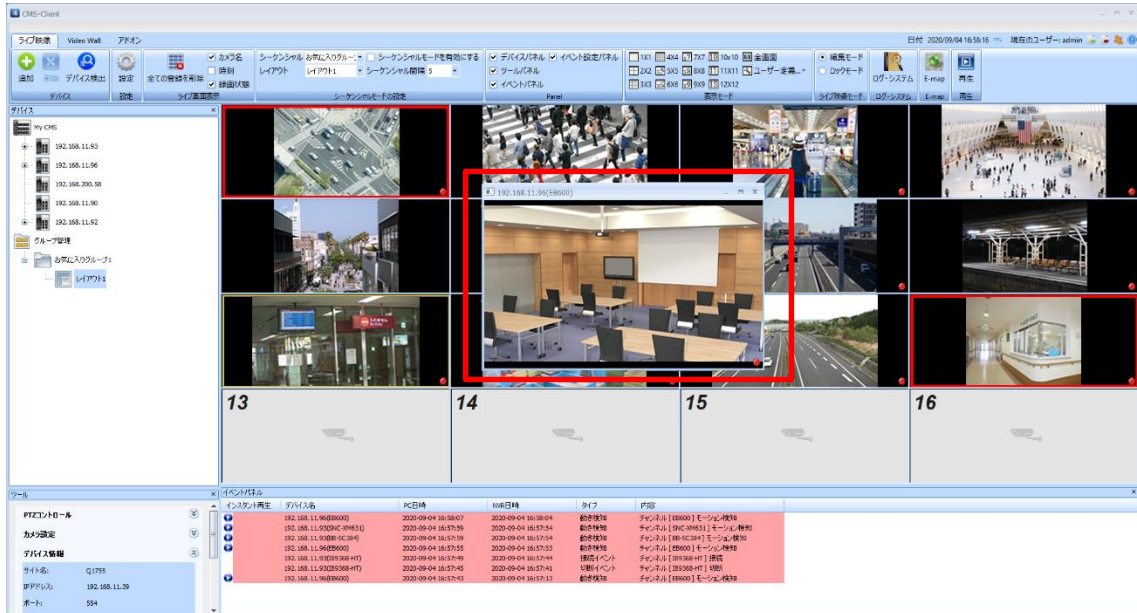 CMS-Client
ライブ映像 Video Wall アドオン 日付 2020/09/04 16:58:16 現在のユーザー: admin
追加 削除 デバイス検出 設定 全ての登録を削除 カメラ名 時刻 録画状態
シーケンシャル お気に入りグループ シーケンシャルモードを有効にする
レイアウト レイアウト1 シーケンシャル間隔 5
デバイスパネル イベント設定パネル
ツールパネル
イベントパネル
1X1 4X4 7X7 10x10 全画面
2X2 5X5 8X8 11X11 ユーザー定義...
3X3 6X6 9X9 12X12
編集モード
ロックモード
ログ・システム E-map 再生
デバイス 設定 ライブ画面表示 シーケンシャルモードの設定 Panel 表示モード ライブ映像モード ログ・システム E-map 再生
デバイス
My CMS
192.168.11.93
192.168.11.96
192.168.200.58
192.168.11.90
192.168.11.92
グループ管理
お気に入りグループ1
レイアウト1
192.168.11.96(EB600)
13 14 15 16
ツール
PTZコントロール
カメラ設定
デバイス情報
サイト名: Q1755
IPアドレス: 192.168.11.39
ポート: 554
イベントパネル
インスタント再生 デバイス名 PC日時 NVR日時 タイプ 内容
192.168.11.96(EB600) 2020-09-04 16:58:07 2020-09-04 16:58:04 動き検知 チャンネル [ EB600 ] モーション検知
192.168.11.93(SNC-XM631) 2020-09-04 16:57:59 2020-09-04 16:57:54 動き検知 チャンネル [ SNC-XM631 ] モーション検知
192.168.11.93(BB-SC384) 2020-09-04 16:57:59 2020-09-04 16:57:54 動き検知 チャンネル [ BB-SC384 ] モーション検知
192.168.11.96(EB600) 2020-09-04 16:57:55 2020-09-04 16:57:53 動き検知 チャンネル [ EB600 ] モーション検知
192.168.11.93(IB9368-HT) 2020-09-04 16:57:49 2020-09-04 16:57:44 接続イベント チャンネル [ IB9368-HT ] 接続
192.168.11.93(IB9368-HT) 2020-09-04 16:57:45 2020-09-04 16:57:41 切断イベント チャンネル [ IB9368-HT ] 切断
192.168.11.96(EB600) 2020-09-04 16:57:43 2020-09-04 16:57:13 動き検知 チャンネル [ EB600 ] モーション検知